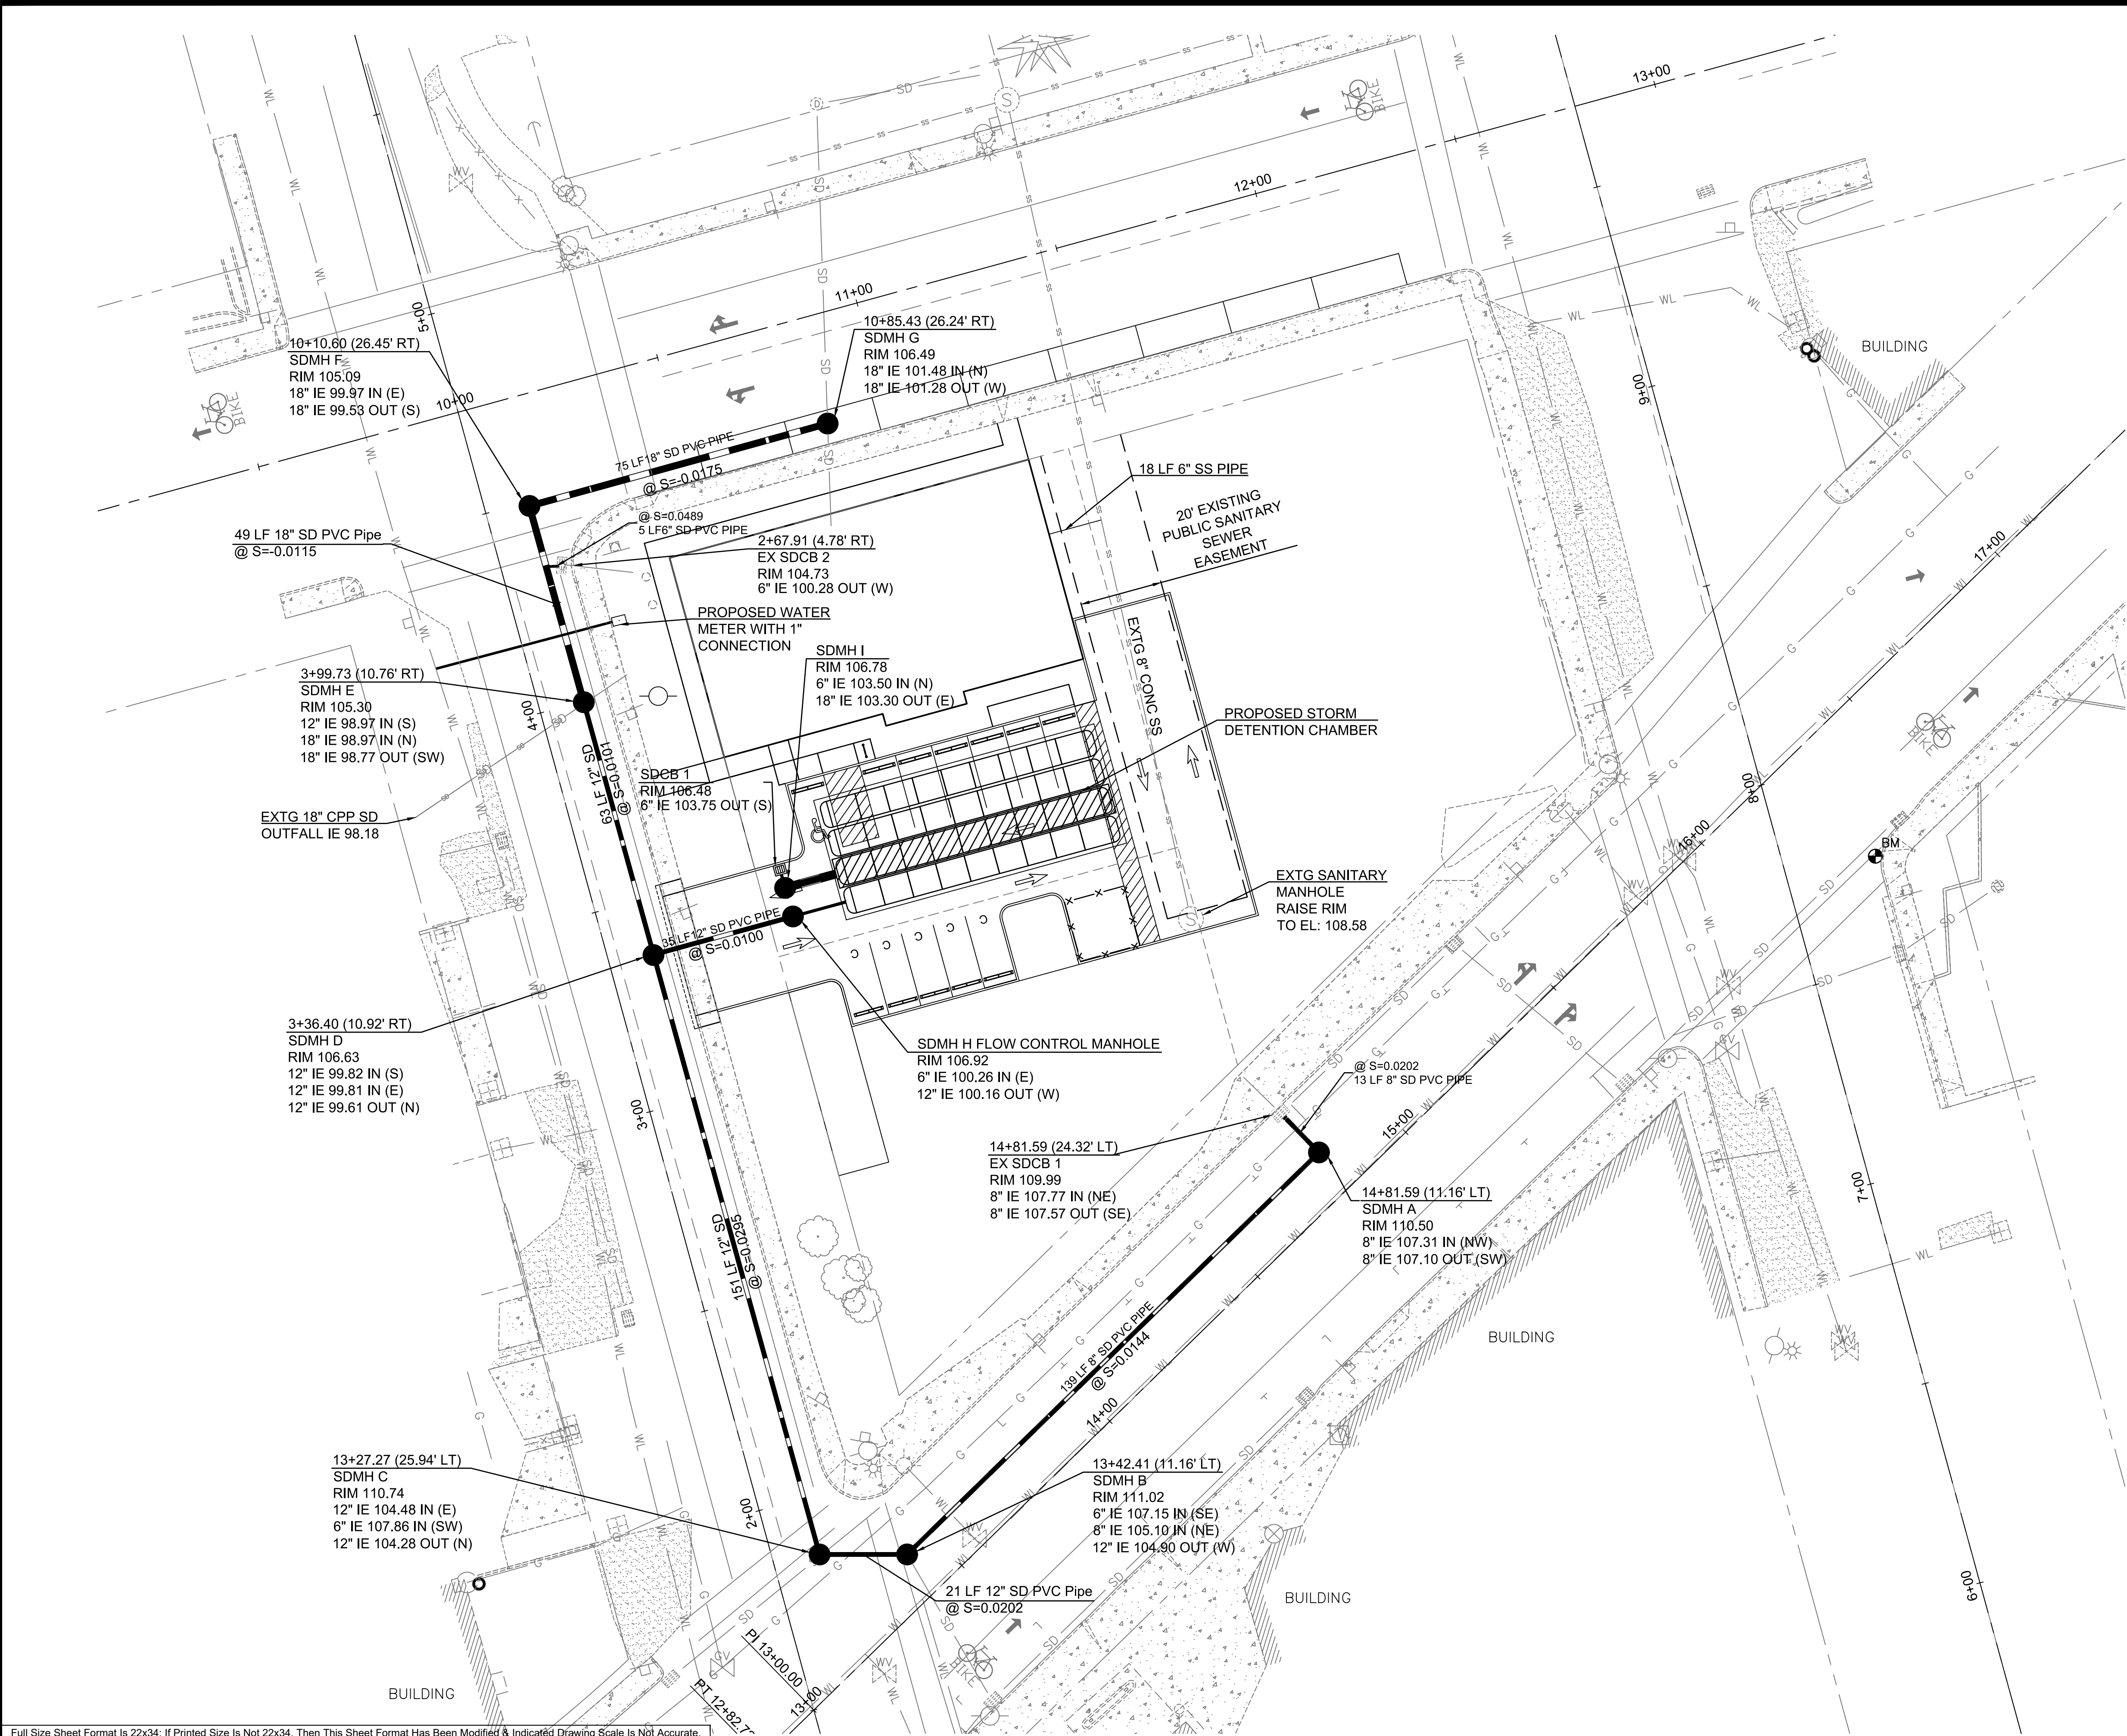 13+00
BIKE
12+00
11+00
5+00
10+10.60 (26.45' RT)
SDMH F
RIM 105.09
18" IE 99.97 IN (E)
18" IE 99.53 OUT (S)
10+85.43 (26.24' RT)
SDMH G
RIM 106.49
18" IE 101.48 IN (N)
18" IE 101.28 OUT (W)
BUILDING
9+00
BIKE
10+00
75 LF18" SD PVC PIPE
@ S=-0.0175
18 LF 6" SS PIPE
20' EXISTING
PUBLIC SANITARY
SEWER
EASEMENT
49 LF 18" SD PVC Pipe
@ S=-0.0115
@ S=0.0489
5 LF6" SD PVC PIPE
2+67.91 (4.78' RT)
EX SDCB 2
RIM 104.73
6" IE 100.28 OUT (W)
17+00
PROPOSED WATER
METER WITH 1"
CONNECTION
SDMH I
RIM 106.78
6" IE 103.50 IN (N)
18" IE 103.30 OUT (E)
EXTG 8" CONC SS
3+99.73 (10.76' RT)
SDMH E
RIM 105.30
12" IE 98.97 IN (S)
18" IE 98.97 IN (N)
18" IE 98.77 OUT (SW)
4+00
PROPOSED STORM
DETENTION CHAMBER
BIKE
63 LF 12" SD
@ S=0.0101
SDCB 1
RIM 106.48
6" IE 103.75 OUT (S)
8+00
EXTG 18" CPP SD
OUTFALL IE 98.18
16+00
BM
EXTG SANITARY
MANHOLE
RAISE RIM
TO EL: 108.58
35 LF12" SD PVC PIPE
@ S=0.0100
3+36.40 (10.92' RT)
SDMH D
RIM 106.63
12" IE 99.82 IN (S)
12" IE 99.81 IN (E)
12" IE 99.61 OUT (N)
SDMH H FLOW CONTROL MANHOLE
RIM 106.92
6" IE 100.26 IN (E)
12" IE 100.16 OUT (W)
@ S=0.0202
13 LF 8" SD PVC PIPE
3+00
15+00
14+81.59 (24.32' LT)
EX SDCB 1
RIM 109.99
8" IE 107.77 IN (NE)
8" IE 107.57 OUT (SE)
14+81.59 (11.16' LT)
SDMH A
RIM 110.50
8" IE 107.31 IN (NW)
8" IE 107.10 OUT (SW)
7+00
151 LF 12" SD
@ S=0.0295
139 LF 8" SD PVC PIPE
@ S=0.0144
BUILDING
14+00
13+27.27 (25.94' LT)
SDMH C
RIM 110.74
12" IE 104.48 IN (E)
6" IE 107.86 IN (SW)
12" IE 104.28 OUT (N)
13+42.41 (11.16' LT)
SDMH B
RIM 111.02
6" IE 107.15 IN (SE)
8" IE 105.10 IN (NE)
12" IE 104.90 OUT (W)
2+00
21 LF 12" SD PVC Pipe
@ S=0.0202
BUILDING
6+00
BIKE
PI 13+00.00
13+00
BUILDING
Full Size Sheet Format Is 22x34; If Printed Size Is Not 22x34, Then This Sheet Format Has Been Modified & Indicated Drawing Scale Is Not Accurate.